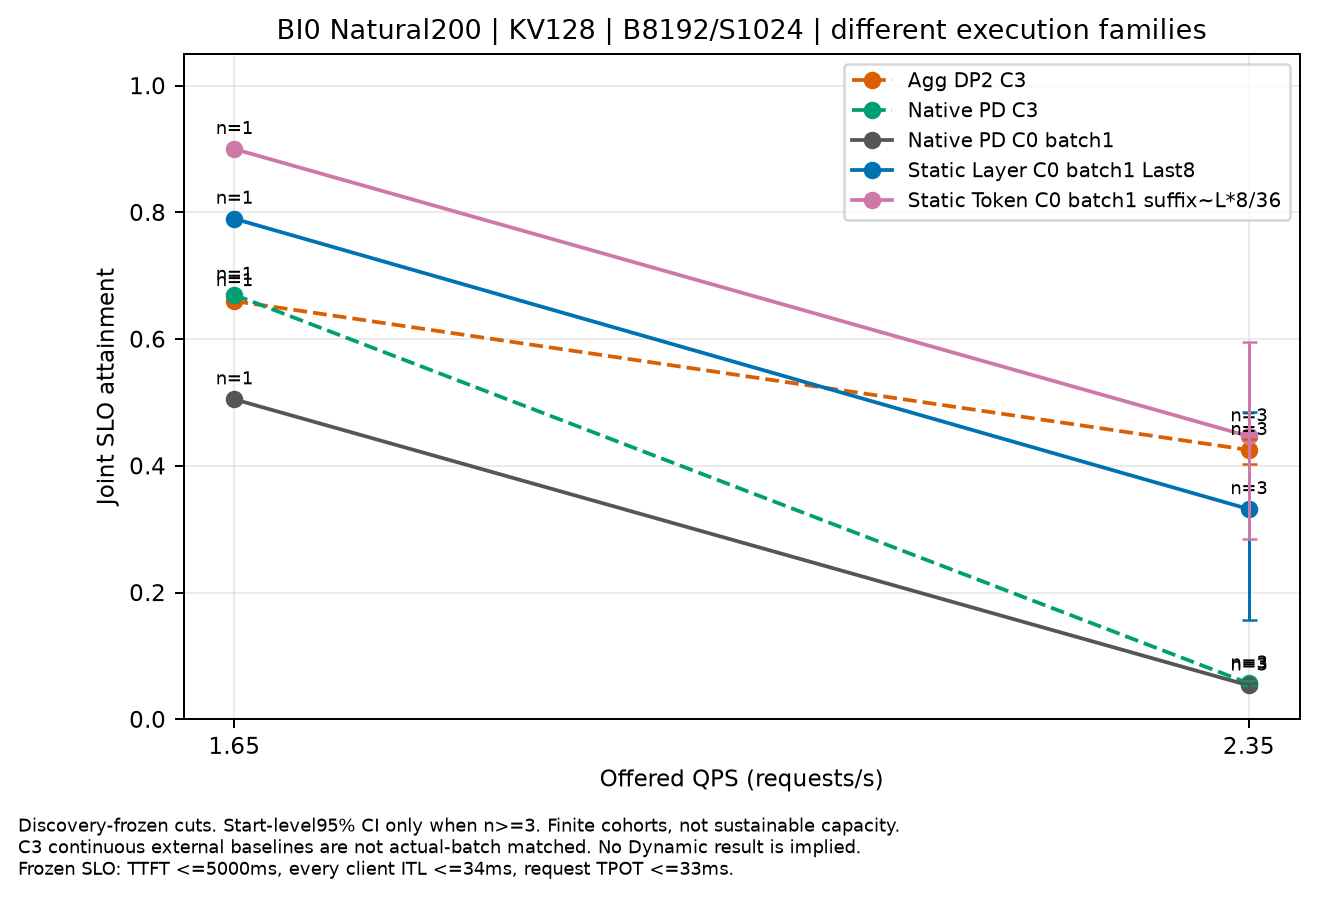 BI0 Natural200 | KV128 | B8192/S1024 | different execution families
Agg DP2 C3
Native PD C3
Native PD C0 batch1
Static Layer C0 batch1 Last8
Static Token C0 batch1 suffix~L*8/36
Joint SLO attainment
1.0
0.8
0.6
0.4
0.2
0.0
n=1
n=1
n=1
n=1
n=1
n=3
n=3
n=3
n=3
n=3
1.65
2.35
Offered QPS (requests/s)
Discovery-frozen cuts. Start-level95% CI only when n>=3. Finite cohorts, not sustainable capacity.
C3 continuous external baselines are not actual-batch matched. No Dynamic result is implied.
Frozen SLO: TTFT <=5000ms, every client ITL <=34ms, request TPOT <=33ms.